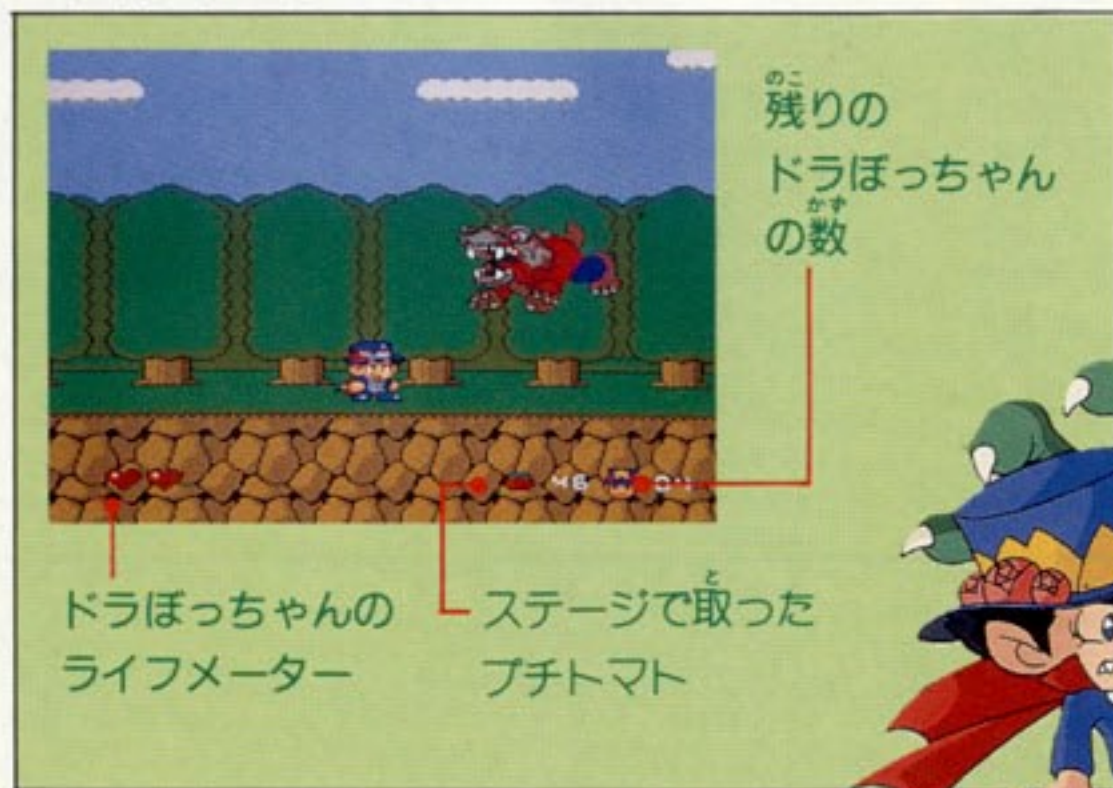 残りの
ドラぼっちゃん
の数
46
ドラぼっちゃんの
ライフメーター
ステージで取った
プチトマト